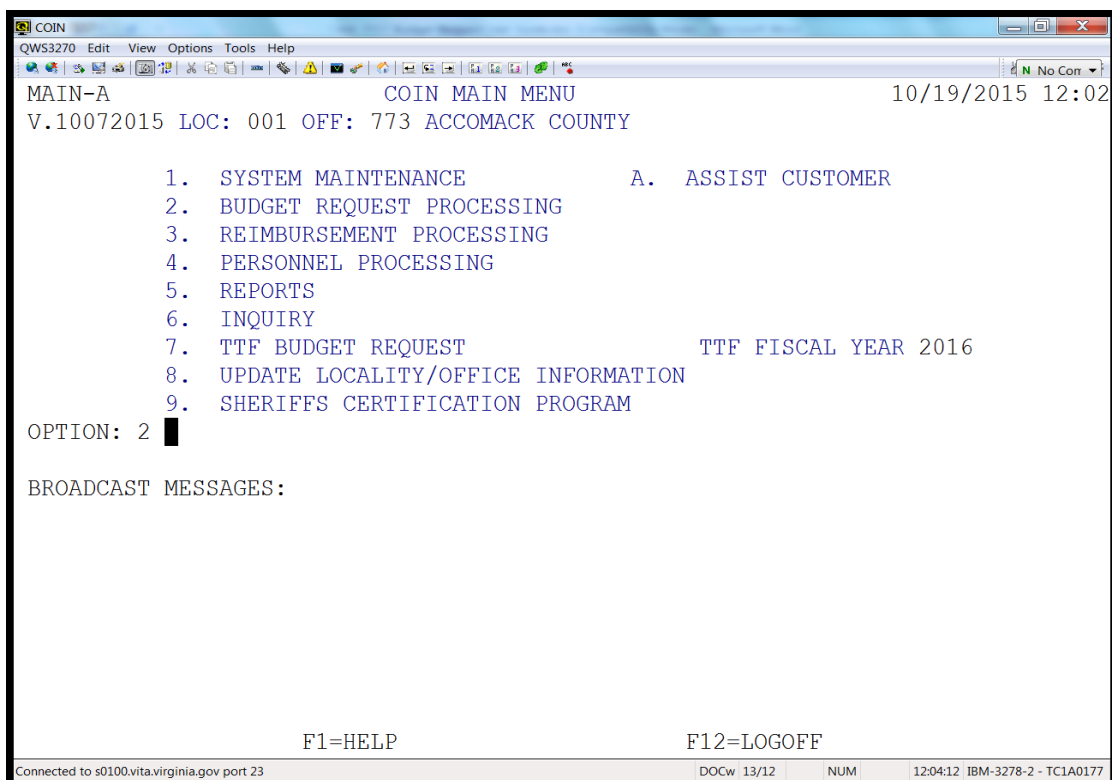 COIN
QWS3270 Edit View Options Tools Help
N No Con
MAIN-A COIN MAIN MENU 10/19/2015 12:02
V.10072015 LOC: 001 OFF: 773 ACCOMACK COUNTY
1. SYSTEM MAINTENANCE A. ASSIST CUSTOMER
2. BUDGET REQUEST PROCESSING
3. REIMBURSEMENT PROCESSING
4. PERSONNEL PROCESSING
5. REPORTS
6. INQUIRY
7. TTF BUDGET REQUEST TTF FISCAL YEAR 2016
8. UPDATE LOCALITY/OFFICE INFORMATION
9. SHERIFFS CERTIFICATION PROGRAM
OPTION: 2
BROADCAST MESSAGES:
F1=HELP F12=LOGOFF
Connected to s0100.vita.virginia.gov port 23 DOCw 13/12 NUM 12:04:12 IBM-3278-2 - TC1A0177